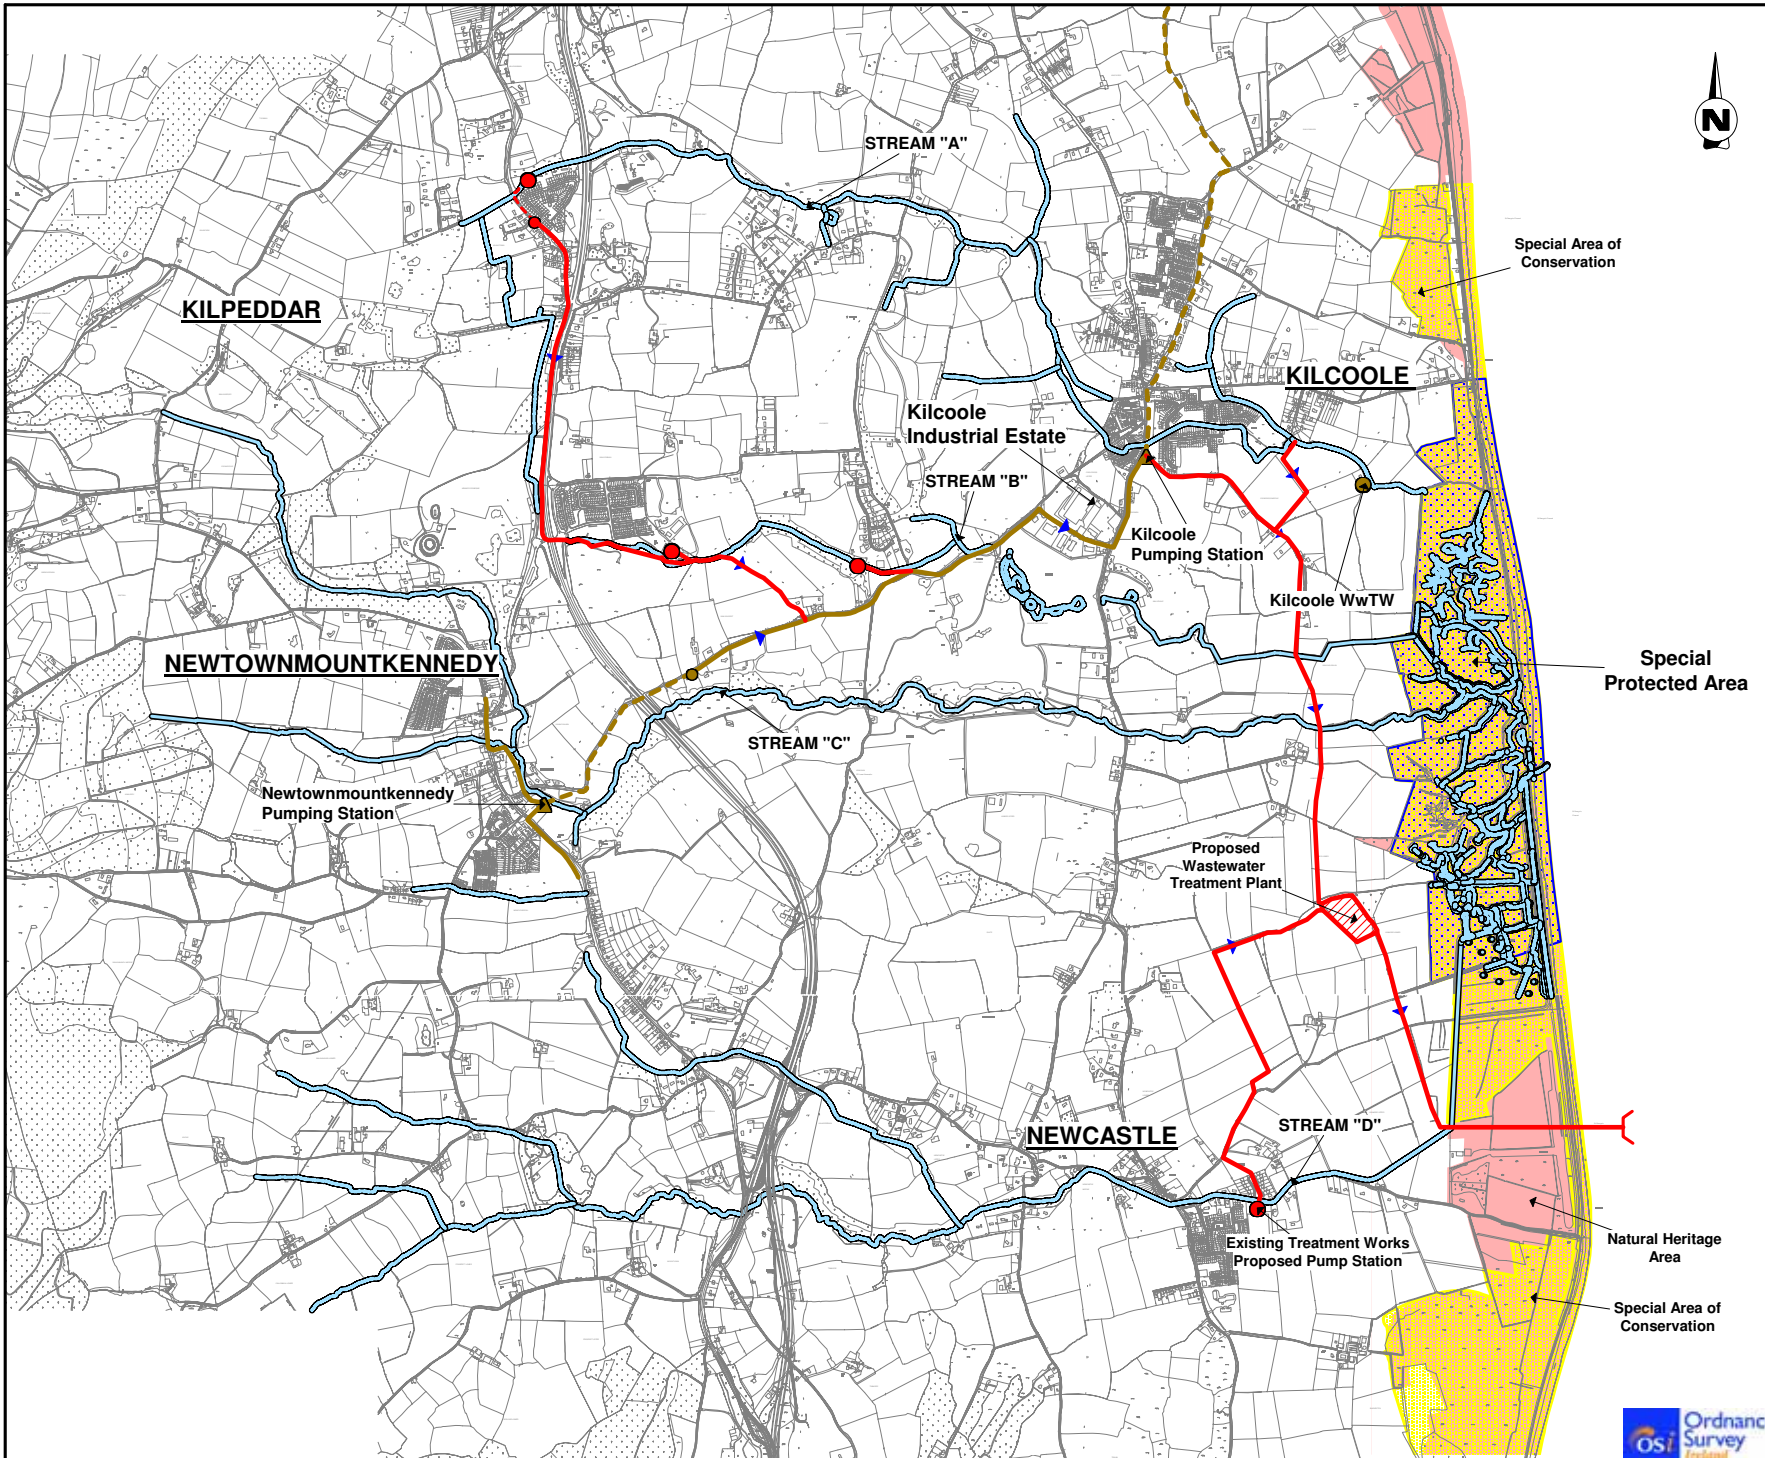 STREAM "A"
N
Special Area of
Conservation
KILPEDDAR
KILCOOLE
Kilcoole
Industrial Estate
STREAM "B"
Kilcoole
Pumping Station
Kilcoole WwTW
NEWTOWNMOUNTKENNEDY
Special
Protected Area
STREAM "C"
Newtownmountkennedy
Pumping Station
Proposed
Wastewater
Treatment Plant
NEWCASTLE
STREAM "D"
Existing Treatment Works
Proposed Pump Station
Natural Heritage
Area
Special Area of
Conservation
osi
Ordnanc
Survey
Ireland